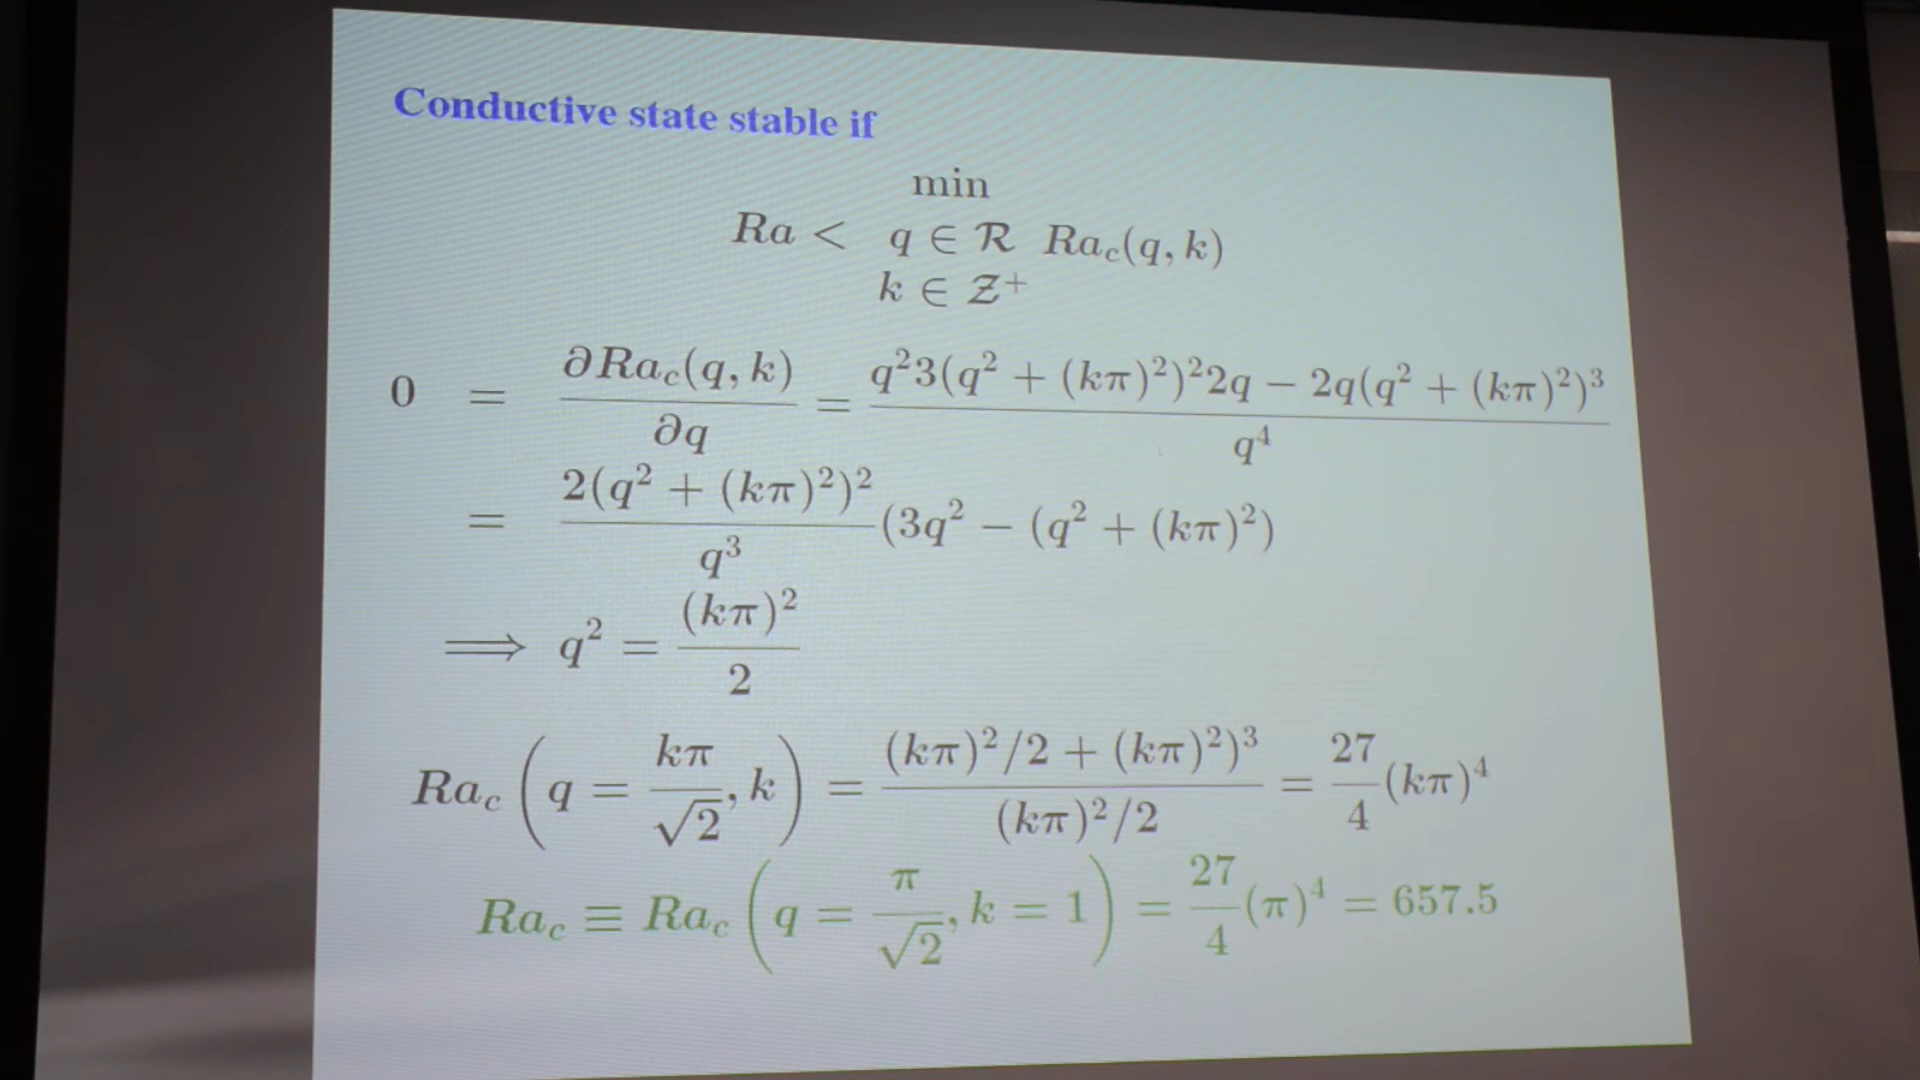 Conductive state stable if
min
Ra < q ∈ ℛ Ra_c(q, k)
k ∈ 𝒵⁺
0 = ∂Ra_c(q, k)/∂q = q²3(q² + (kπ)²)²2q − 2q(q² + (kπ)²)³/q⁴
= 2(q² + (kπ)²)²/q³ (3q² − (q² + (kπ)²)
⟹ q² = (kπ)²/2
Ra_c (q = kπ/√2, k) = (kπ)²/2 + (kπ)²)³/(kπ)²/2 = 27/4 (kπ)⁴
Ra_c ≡ Ra_c (q = π/√2, k = 1) = 27/4 (π)⁴ = 657.5